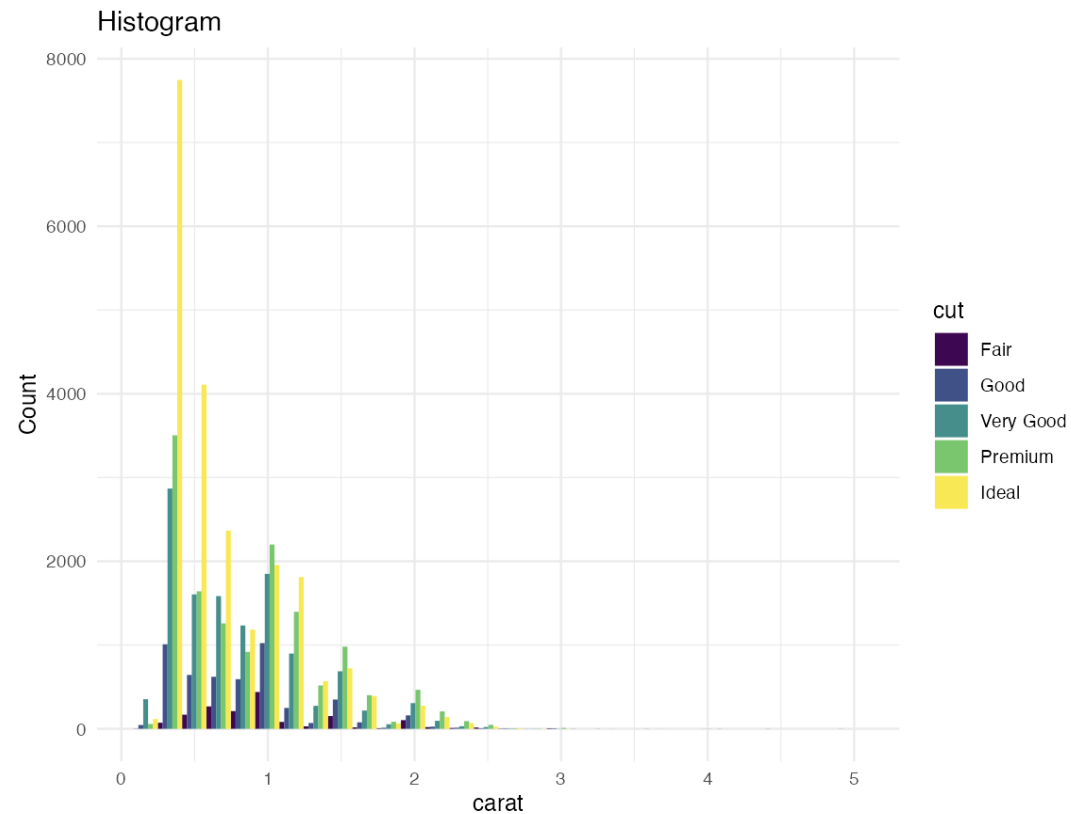 Histogram
8000
6000
4000
2000
0
Count
0 1 2 3 4 5
carat
cut
Fair
Good
Very Good
Premium
Ideal